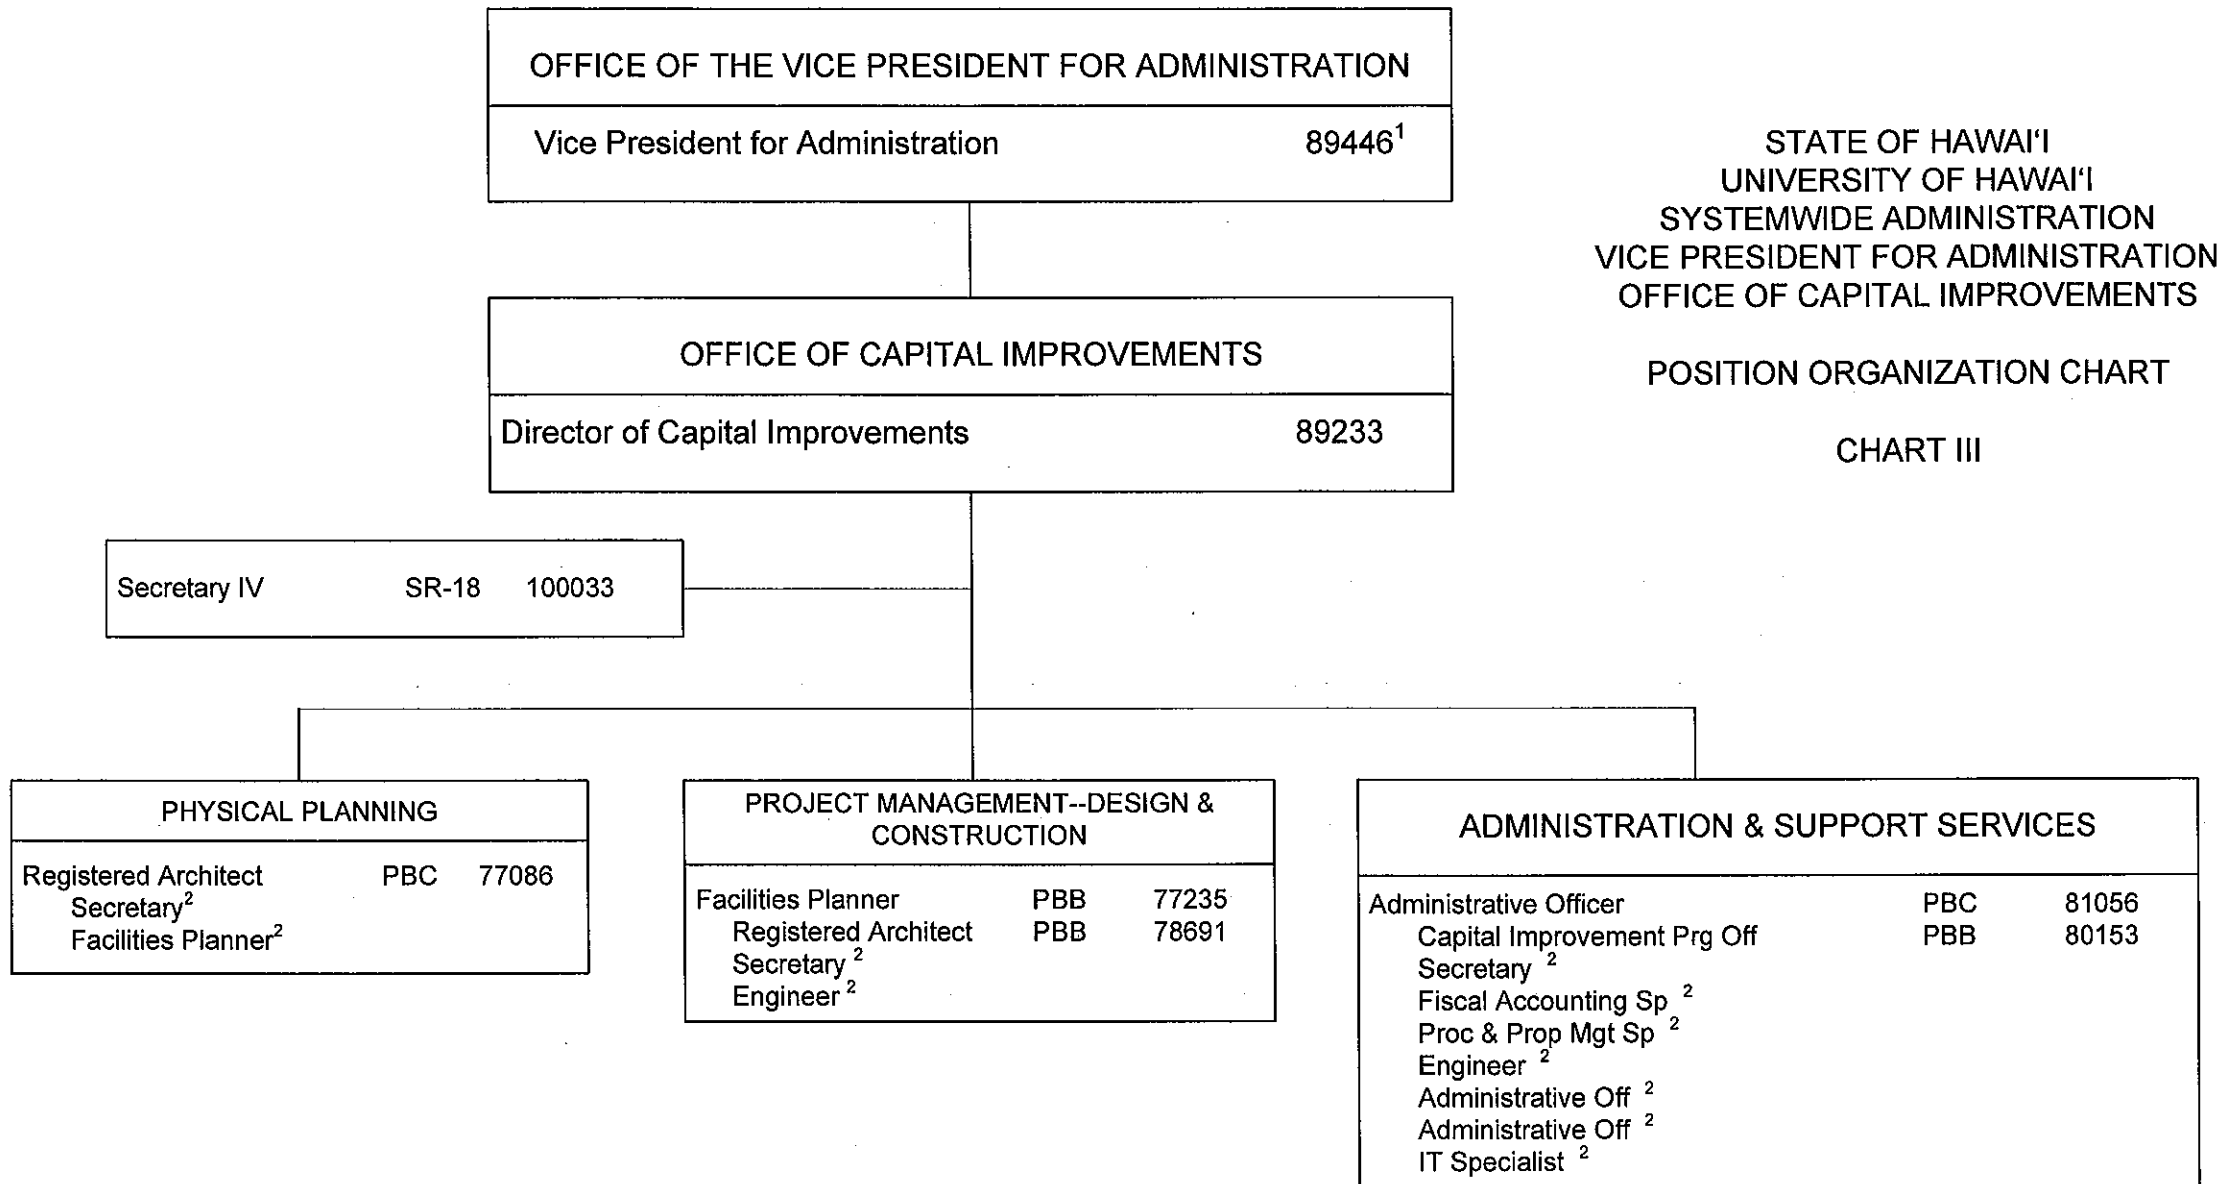 OFFICE OF THE VICE PRESIDENT FOR ADMINISTRATION
Vice President for Administration 89446¹
STATE OF HAWAI‘I
UNIVERSITY OF HAWAI‘I
SYSTEMWIDE ADMINISTRATION
VICE PRESIDENT FOR ADMINISTRATION
OFFICE OF CAPITAL IMPROVEMENTS
POSITION ORGANIZATION CHART
CHART III
OFFICE OF CAPITAL IMPROVEMENTS
Director of Capital Improvements 89233
Secretary IV SR-18 100033
PHYSICAL PLANNING
Registered Architect PBC 77086
Secretary²
Facilities Planner²
PROJECT MANAGEMENT--DESIGN &
CONSTRUCTION
Facilities Planner PBB 77235
Registered Architect PBB 78691
Secretary ²
Engineer ²
ADMINISTRATION & SUPPORT SERVICES
Administrative Officer PBC 81056
Capital Improvement Prg Off PBB 80153
Secretary ²
Fiscal Accounting Sp ²
Proc & Prop Mgt Sp ²
Engineer ²
Administrative Off ²
Administrative Off ²
IT Specialist ²